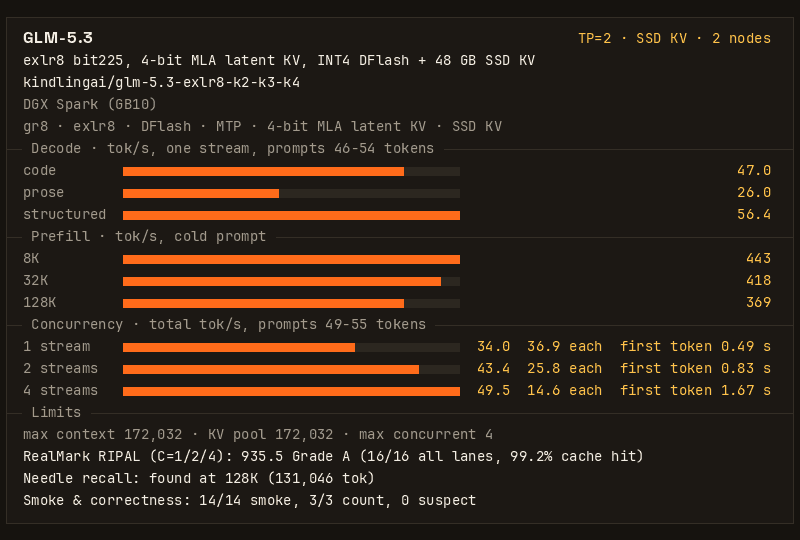 GLM-5.3 TP=2 · SSD KV · 2 nodes
exlr8 bit225, 4-bit MLA latent KV, INT4 DFlash + 48 GB SSD KV
kindlingai/glm-5.3-exlr8-k2-k3-k4
DGX Spark (GB10)
gr8 · exlr8 · DFlash · MTP · 4-bit MLA latent KV · SSD KV
Decode · tok/s, one stream, prompts 46-54 tokens
code 47.0
prose 26.0
structured 56.4
Prefill · tok/s, cold prompt
8K 443
32K 418
128K 369
Concurrency · total tok/s, prompts 49-55 tokens
1 stream 34.0 36.9 each first token 0.49 s
2 streams 43.4 25.8 each first token 0.83 s
4 streams 49.5 14.6 each first token 1.67 s
Limits
max context 172,032 · KV pool 172,032 · max concurrent 4
RealMark RIPAL (C=1/2/4): 935.5 Grade A (16/16 all lanes, 99.2% cache hit)
Needle recall: found at 128K (131,046 tok)
Smoke & correctness: 14/14 smoke, 3/3 count, 0 suspect